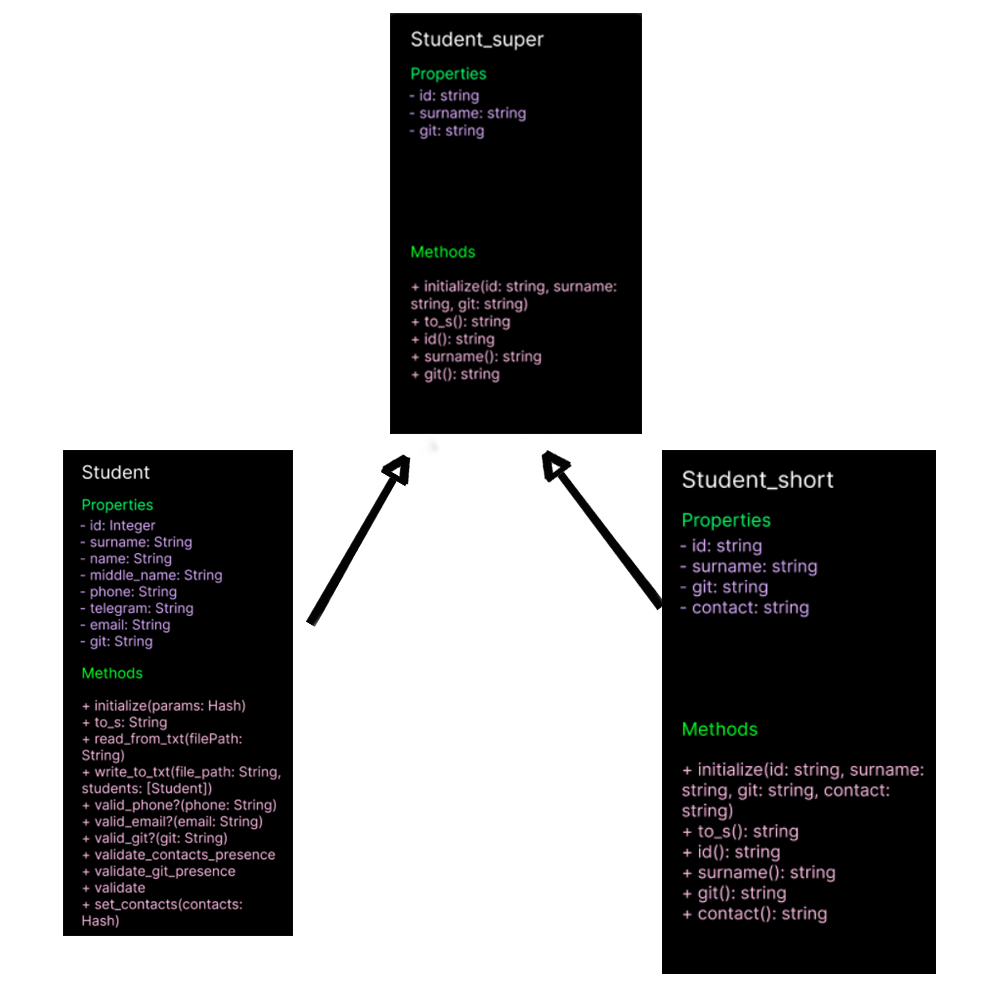 Student_super
Properties
- id: string
- surname: string
- git: string
Methods
+ initialize(id: string, surname:
string, git: string)
+ to_s(): string
+ id(): string
+ surname(): string
+ git(): string
Student
Properties
- id: Integer
- surname: String
- name: String
- middle_name: String
- phone: String
- telegram: String
- email: String
- git: String
Methods
+ initialize(params: Hash)
+ to_s: String
+ read_from_txt(filePath:
String)
+ write_to_txt(file_path: String,
students: [Student])
+ valid_phone?(phone: String)
+ valid_email?(email: String)
+ valid_git?(git: String)
+ validate_contacts_presence
+ validate_git_presence
+ validate
+ set_contacts(contacts:
Hash)
Student_short
Properties
- id: string
- surname: string
- git: string
- contact: string
Methods
+ initialize(id: string, surname:
string, git: string, contact:
string)
+ to_s(): string
+ id(): string
+ surname(): string
+ git(): string
+ contact(): string